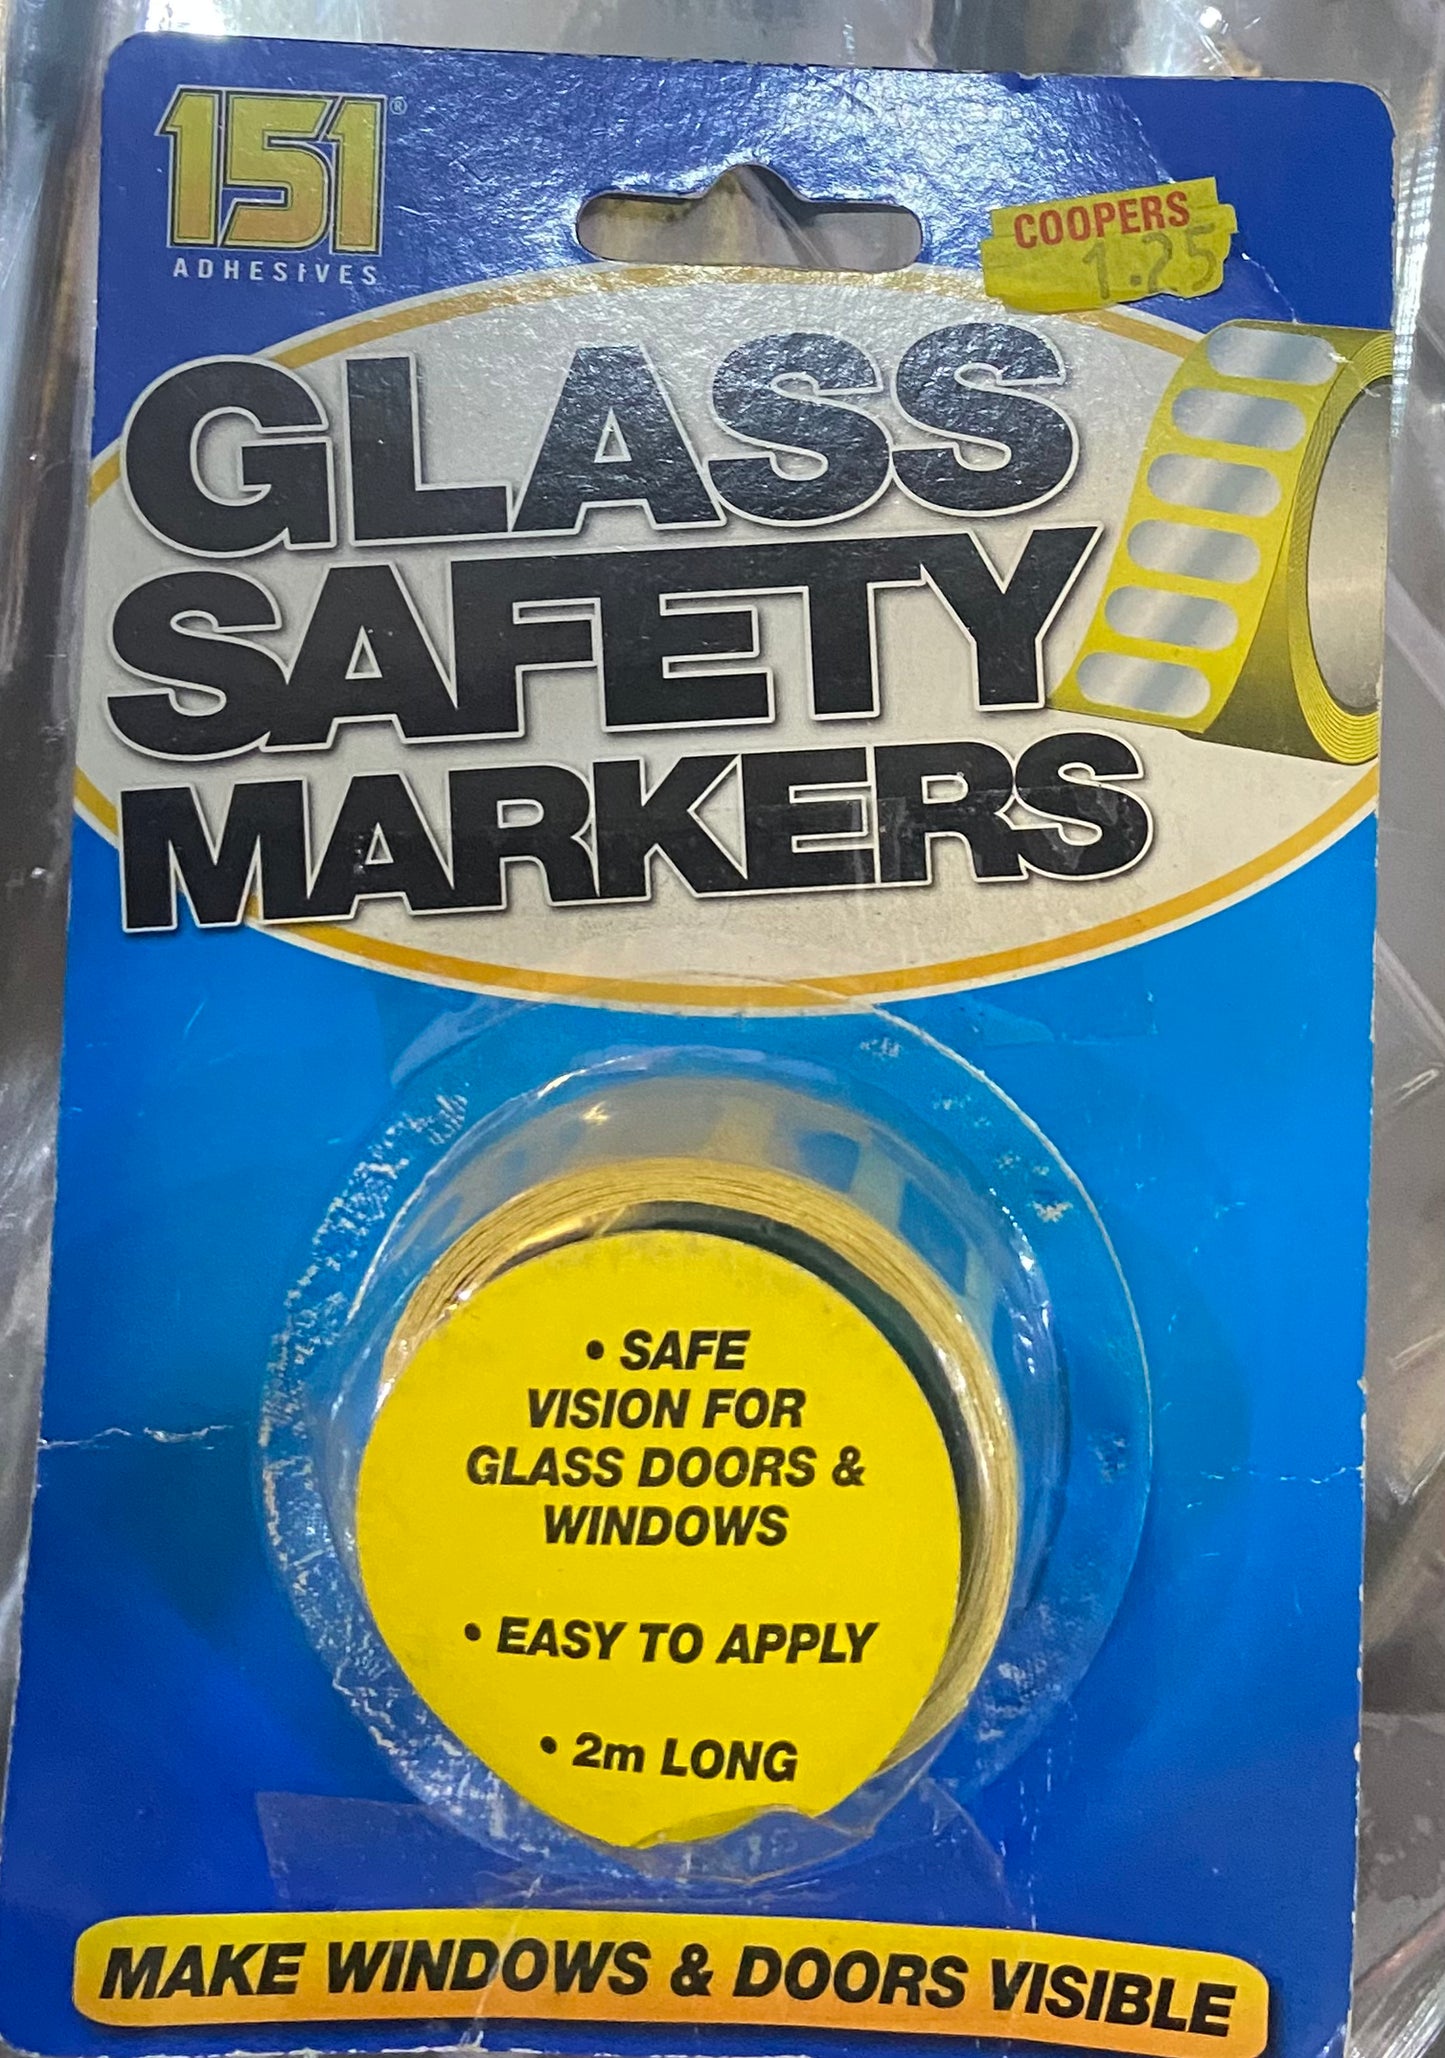 151®
ADHESIVES
COOPERS
1.25
GLASS
SAFETY
MARKERS
• SAFE
VISION FOR
GLASS DOORS &
WINDOWS
• EASY TO APPLY
• 2m LONG
MAKE WINDOWS & DOORS VISIBLE